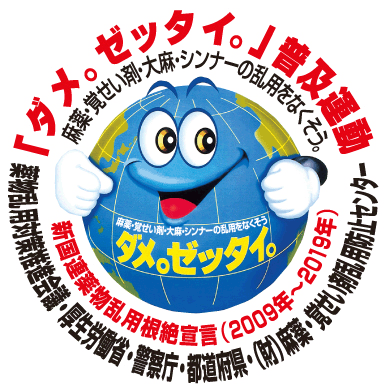 「ダメ。ゼッタイ。」普及運動
麻薬・覚せい剤・大麻・シンナーの乱用をなくそう。
麻薬・覚せい剤・大麻・シンナーの乱用をなくそう
ダメ。ゼッタイ。
新国連薬物乱用根絶宣言(2009年~2019年)
薬物乱用対策推進会議・厚生労働省・警察庁・都道府県・(財)麻薬・覚せい剤乱用防止センター